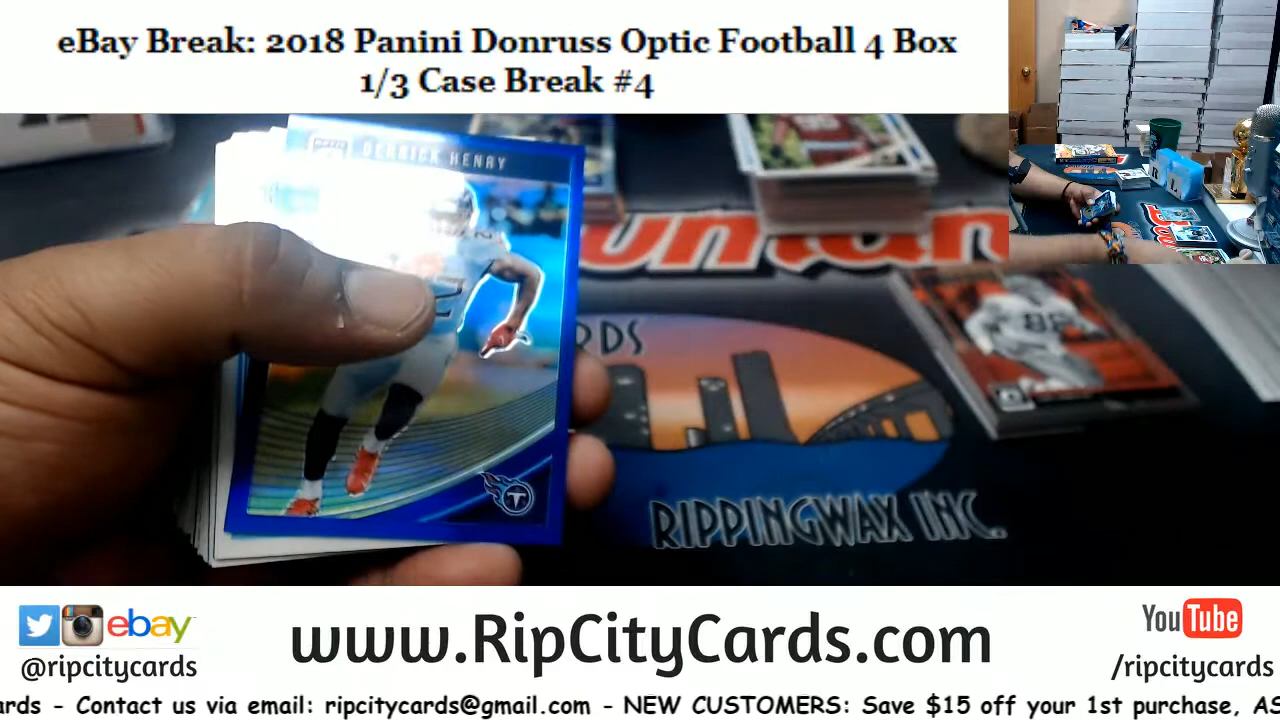 eBay Break: 2018 Panini Donruss Optic Football 4 Box
1/3 Case Break #4
DERRICK HENRY
RDS
RIPPINGWAX INC.
ebay
@ripcitycards
www.RipCityCards.com
YouTube
/ripcitycards
ards - Contact us via email: ripcitycards@gmail.com - NEW CUSTOMERS: Save $15 off your 1st purchase, AS